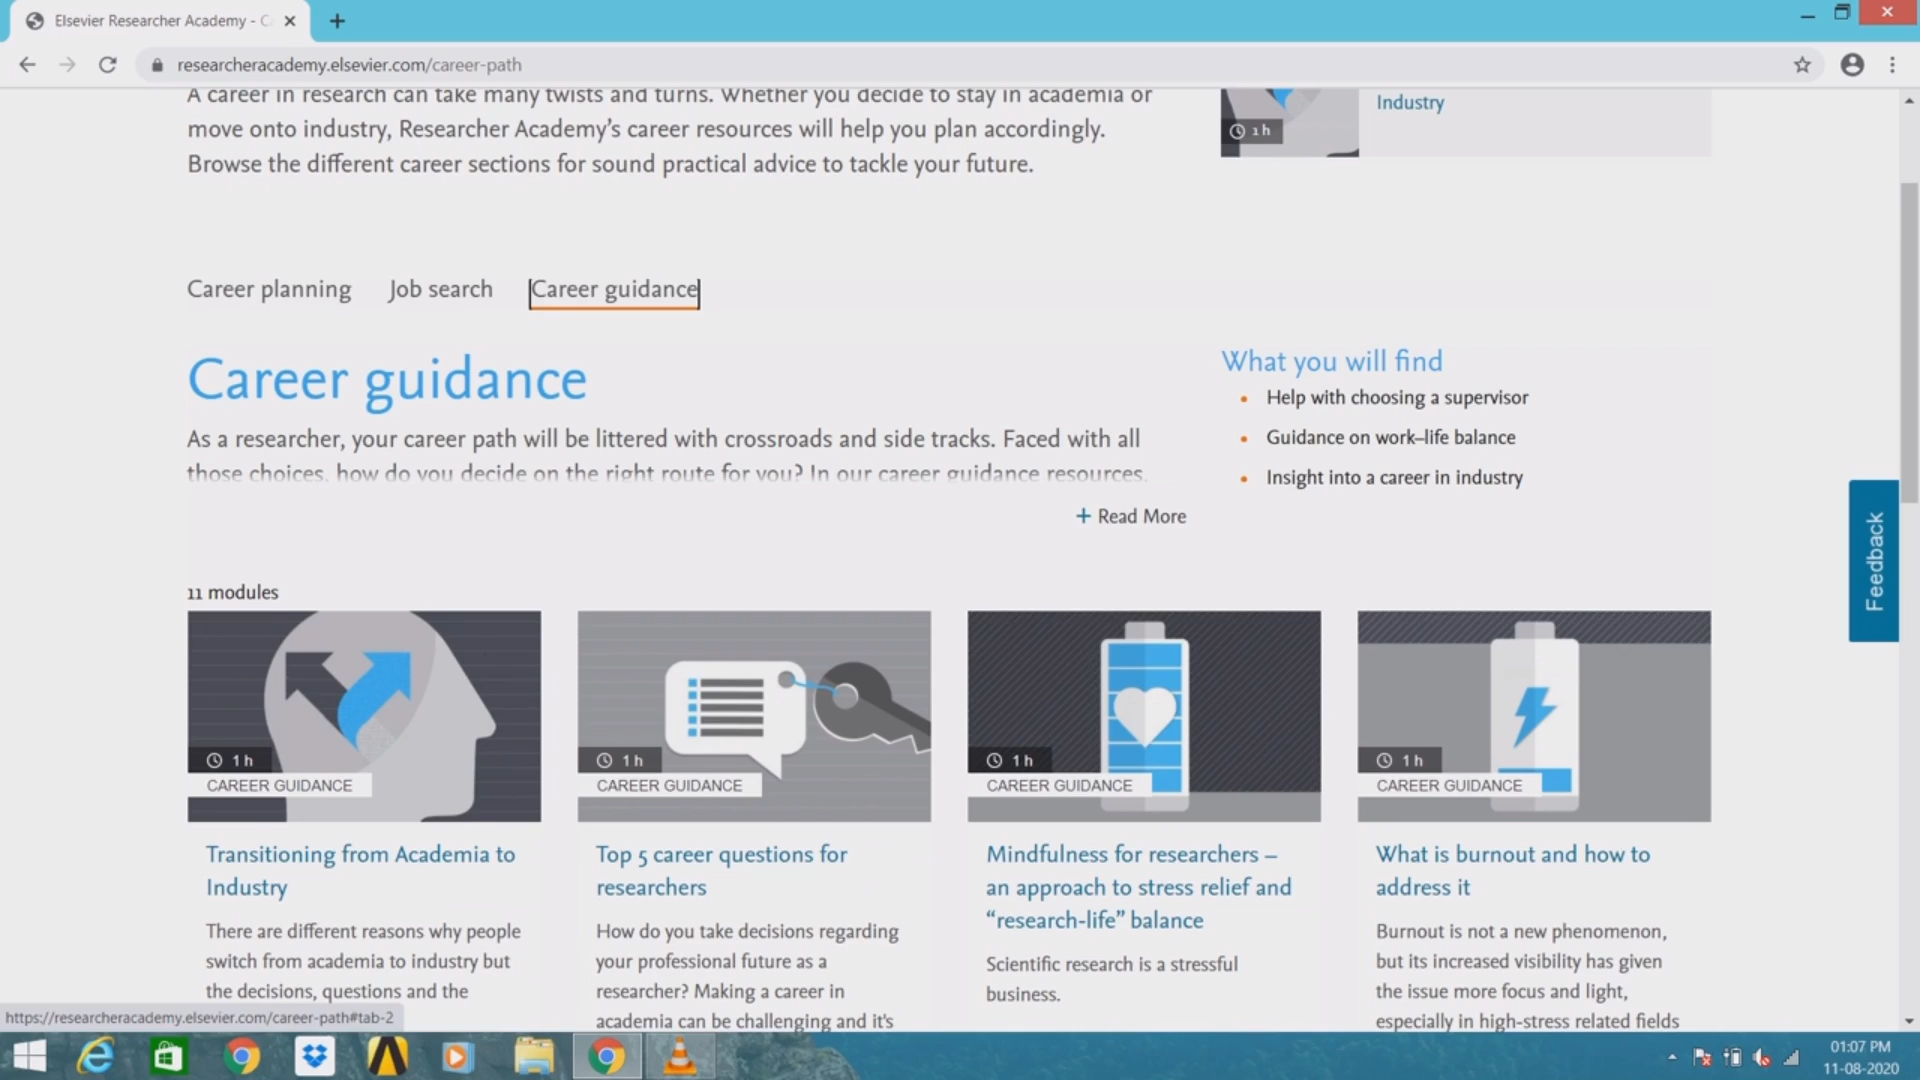 Elsevier Researcher Academy - C
researcheracademy.elsevier.com/career-path
A career in research can take many twists and turns. Whether you decide to stay in academia or
move onto industry, Researcher Academy's career resources will help you plan accordingly.
Browse the different career sections for sound practical advice to tackle your future.
1 h
Industry
Career planning
Job search
Career guidance
Career guidance
As a researcher, your career path will be littered with crossroads and side tracks. Faced with all
those choices, how do you decide on the right route for you? In our career guidance resources,
+ Read More
What you will find
• Help with choosing a supervisor
• Guidance on work–life balance
• Insight into a career in industry
Feedback
11 modules
1 h
CAREER GUIDANCE
Transitioning from Academia to
Industry
There are different reasons why people
switch from academia to industry but
the decisions, questions and the
1 h
CAREER GUIDANCE
Top 5 career questions for
researchers
How do you take decisions regarding
your professional future as a
researcher? Making a career in
academia can be challenging and it's
1 h
CAREER GUIDANCE
Mindfulness for researchers –
an approach to stress relief and
“research-life” balance
Scientific research is a stressful
business.
1 h
CAREER GUIDANCE
What is burnout and how to
address it
Burnout is not a new phenomenon,
but its increased visibility has given
the issue more focus and light,
especially in high-stress related fields
https://researcheracademy.elsevier.com/career-path#tab-2
01:07 PM
11-08-2020